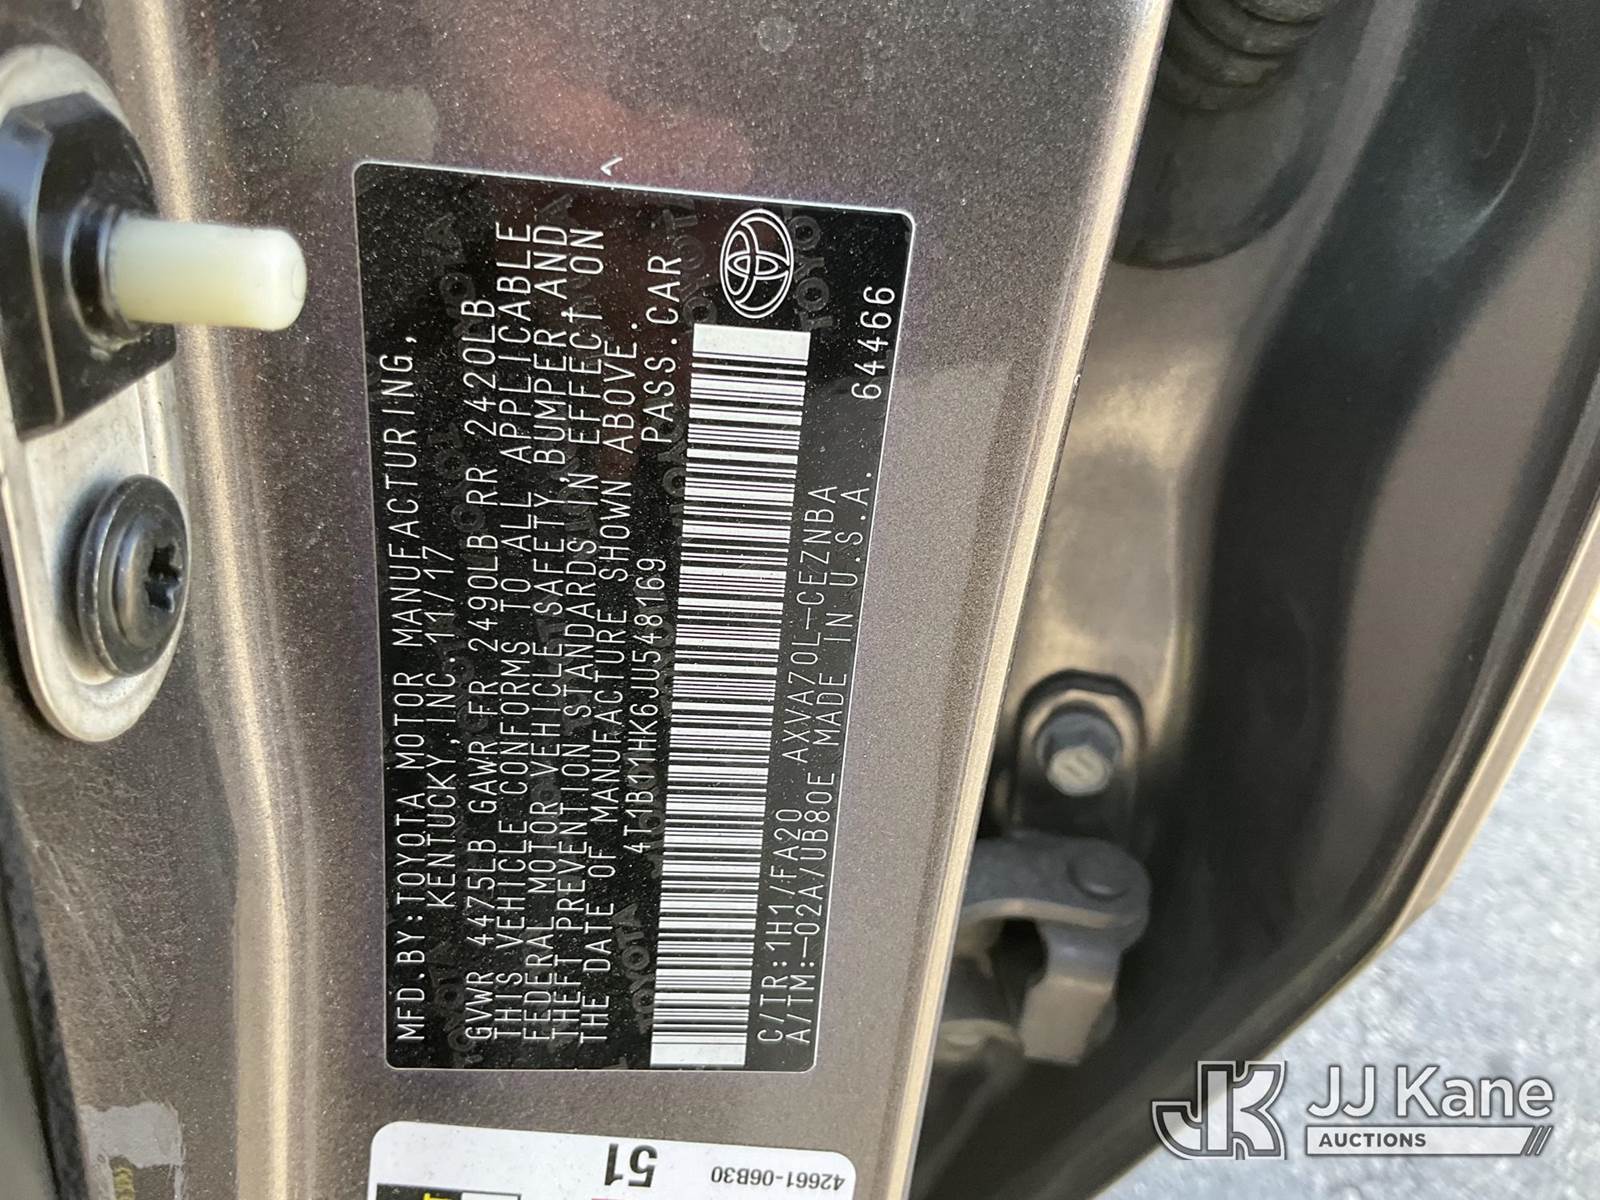 MFD.BY:TOYOTA MOTOR MANUFACTURING,
KENTUCKY,INC. 11/17
GVWR 4475LB GAWR FR 2490LB RR 2420LB
THIS VEHICLE CONFORMS TO ALL APPLICABLE
FEDERAL MOTOR VEHICLE SAFETY,BUMPER,AND
THEFT PREVENTION STANDARDS IN EFFECT ON
THE DATE OF MANUFACTURE SHOWN ABOVE.
4T1B11HK6JU548169 PASS.CAR
C/TR:1H1/FA20 AXVA70L-CEZNBA
A/TM:-02A/UB80E MADE IN U.S.A. 64466
42661-06B30
51
JK JJ Kane
AUCTIONS